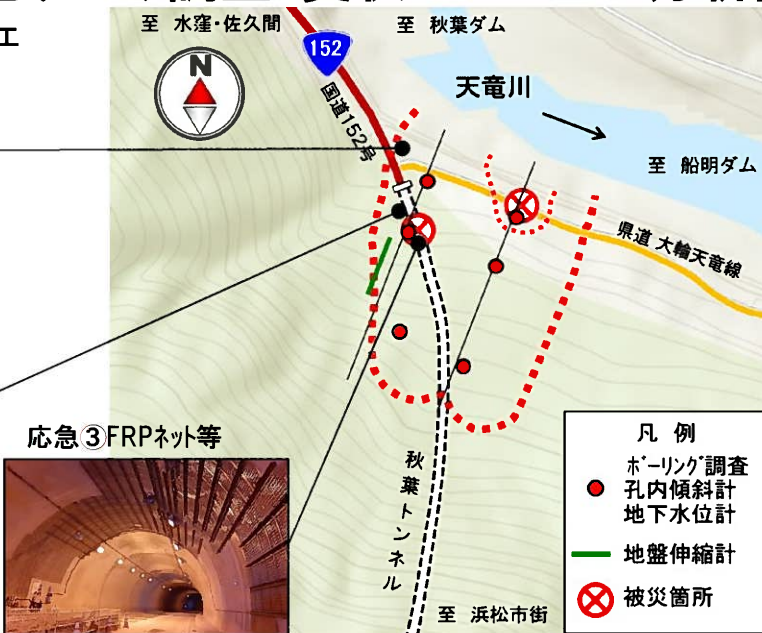 工
至 水窪・佐久間
至 秋葉ダム
152
N
国道152号
天竜川
至 船明ダム
県道 大輪天竜線
応急③FRPネット等
秋葉トンネル
至 浜松市街
凡 例
ボーリング調査
孔内傾斜計
地下水位計
地盤伸縮計
被災箇所